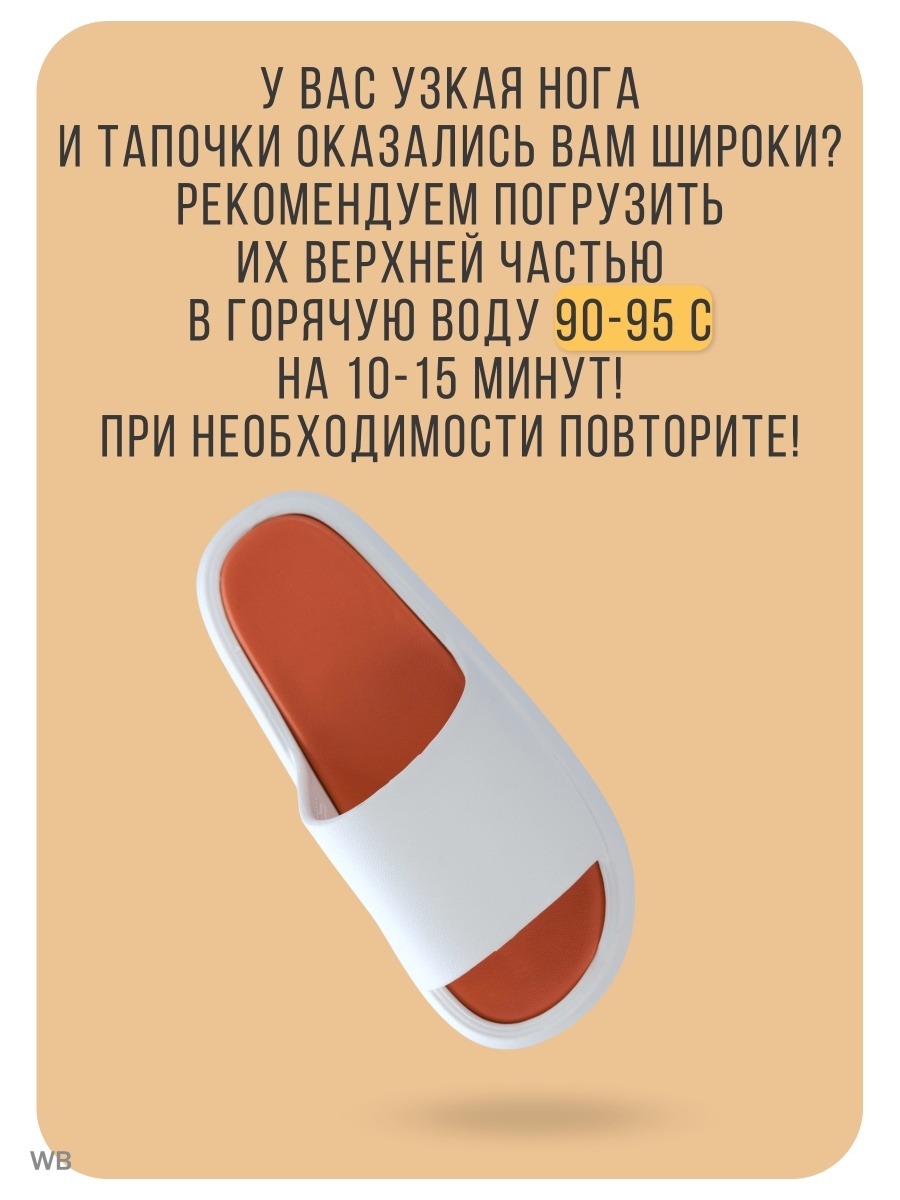 У ВАС УЗКАЯ НОГА
И ТАПОЧКИ ОКАЗАЛИСЬ ВАМ ШИРОКИ?
РЕКОМЕНДУЕМ ПОГРУЗИТЬ
ИХ ВЕРХНЕЙ ЧАСТЬЮ
В ГОРЯЧУЮ ВОДУ 90-95 С
НА 10-15 МИНУТ!
ПРИ НЕОБХОДИМОСТИ ПОВТОРИТЕ!
WB